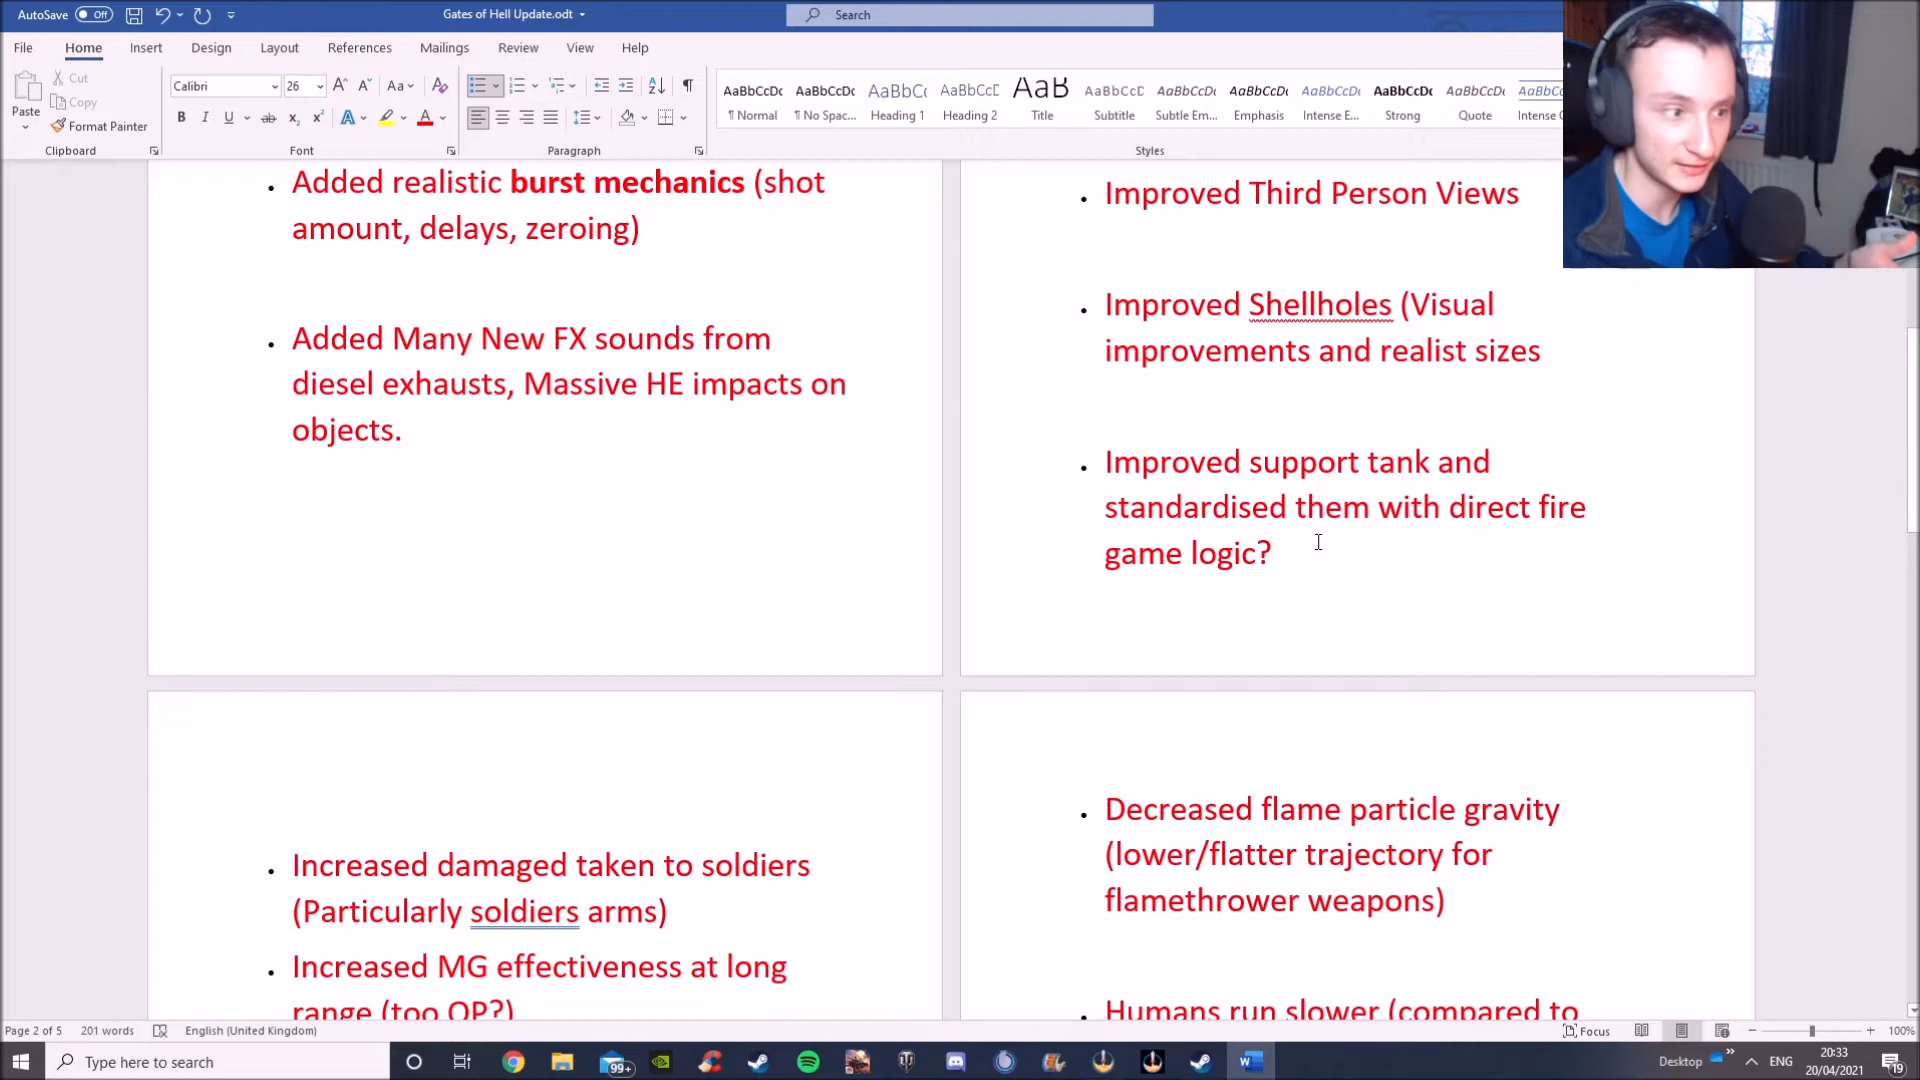 AutoSave Off Gates of Hell Update.odt Search
File Home Insert Design Layout References Mailings Review View Help
Paste Cut Copy Format Painter
Calibri 26
AaBbCcDc AaBbCcDc AaBbCc AaBbCcD AaB AaBbCcD AaBbCcDc AaBbCcDc AaBbCcDc AaBbCcDc AaBbCcDc
¶ Normal ¶ No Spac... Heading 1 Heading 2 Title Subtitle Subtle Em... Emphasis Intense E... Strong Quote Intense
Clipboard Font Paragraph Styles
Added realistic burst mechanics (shot
amount, delays, zeroing)
Added Many New FX sounds from
diesel exhausts, Massive HE impacts on
objects.
Improved Third Person Views
Improved Shellholes (Visual
improvements and realist sizes
Improved support tank and
standardised them with direct fire
game logic?
Increased damaged taken to soldiers
(Particularly soldiers arms)
Increased MG effectiveness at long
range (too OP?)
Decreased flame particle gravity
(lower/flatter trajectory for
flamethrower weapons)
Humans run slower (compared to
Page 2 of 5 201 words English (United Kingdom) Focus 100%
Type here to search 99+ Desktop ENG 20:33
20/04/2021 19